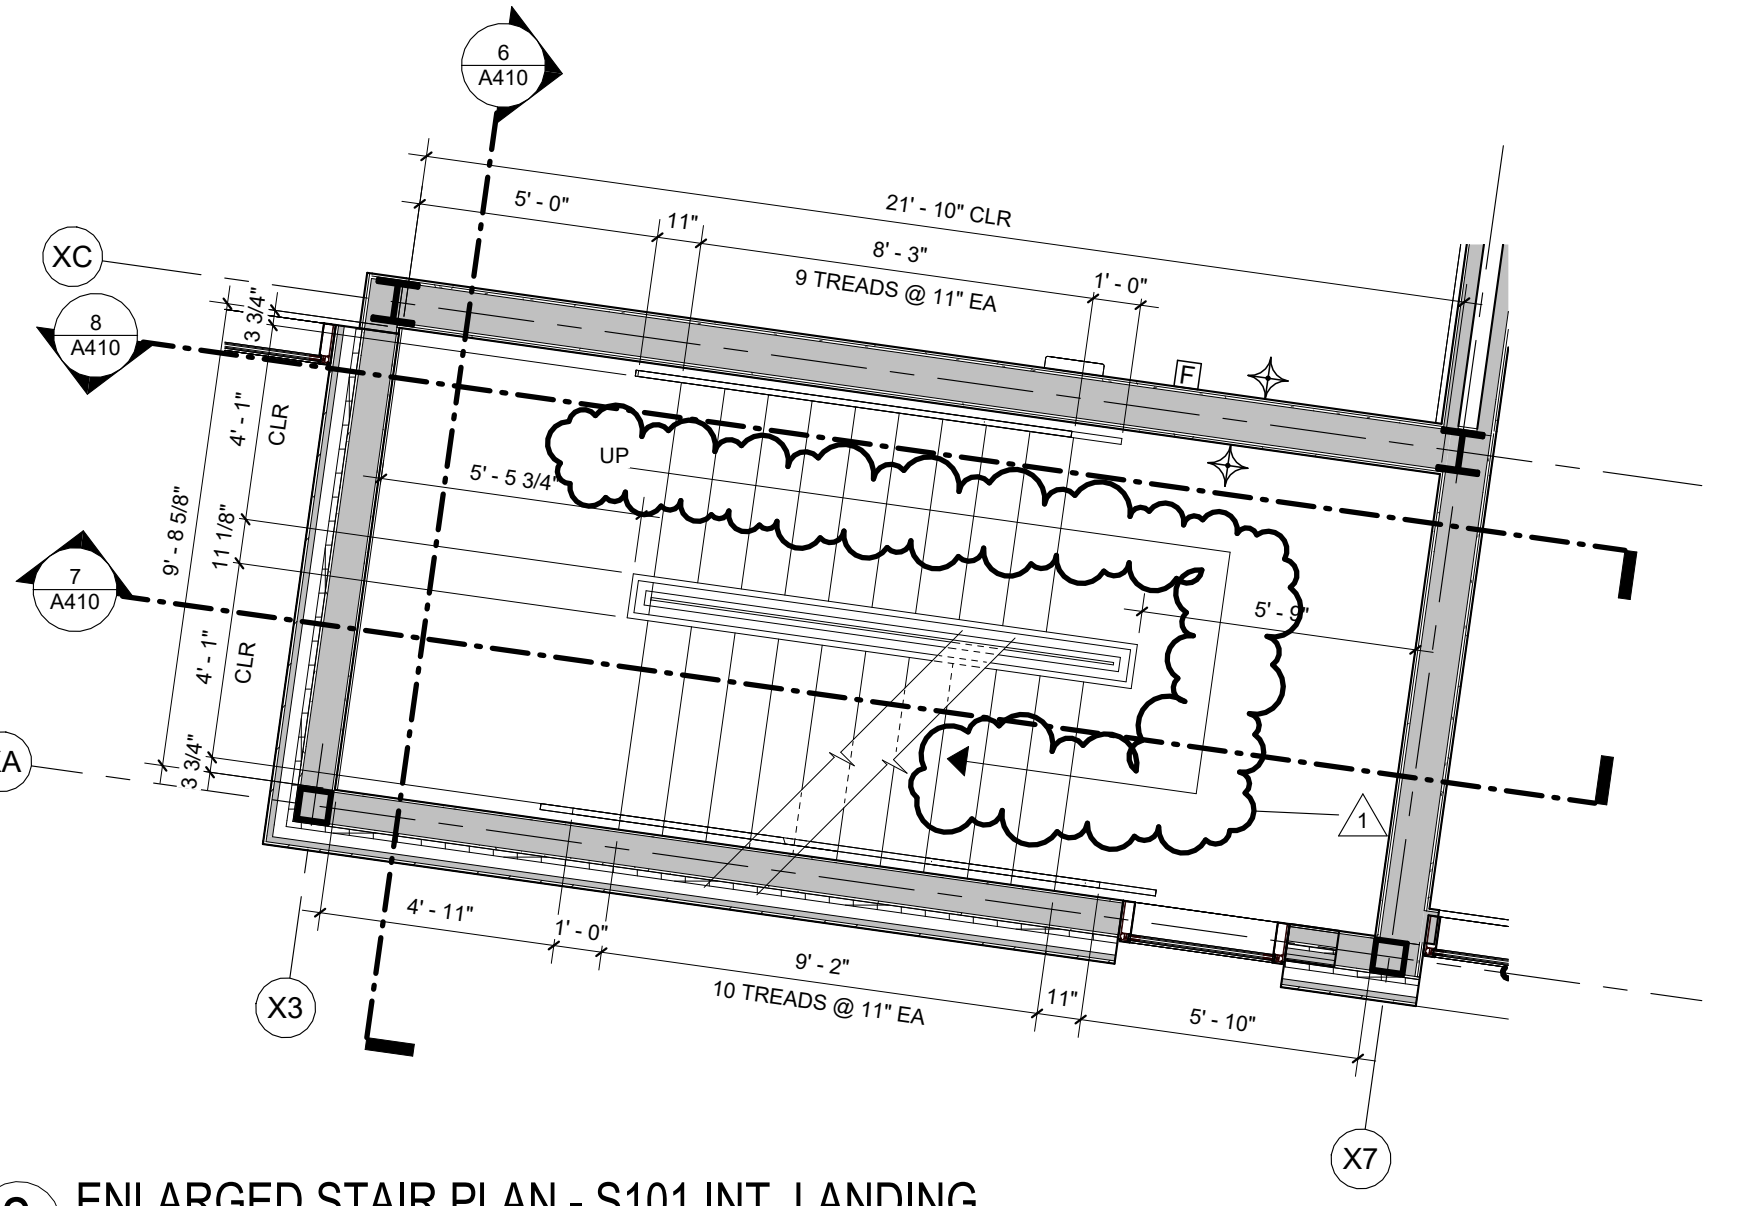 6
A410
21' - 10" CLR
5' - 0"
11"
8' - 3"
9 TREADS @ 11" EA
1' - 0"
XC
3 3/4"
8
A410
F
4' - 1"
CLR
UP
5' - 5 3/4"
9' - 8 5/8"
11 1/8"
7
A410
5' - 9"
4' - 1"
CLR
3 3/4"
XA
1
4' - 11"
1' - 0"
9' - 2"
10 TREADS @ 11" EA
11"
5' - 10"
X3
X7
ENLARGED STAIR PLAN - S101 INT. LANDING